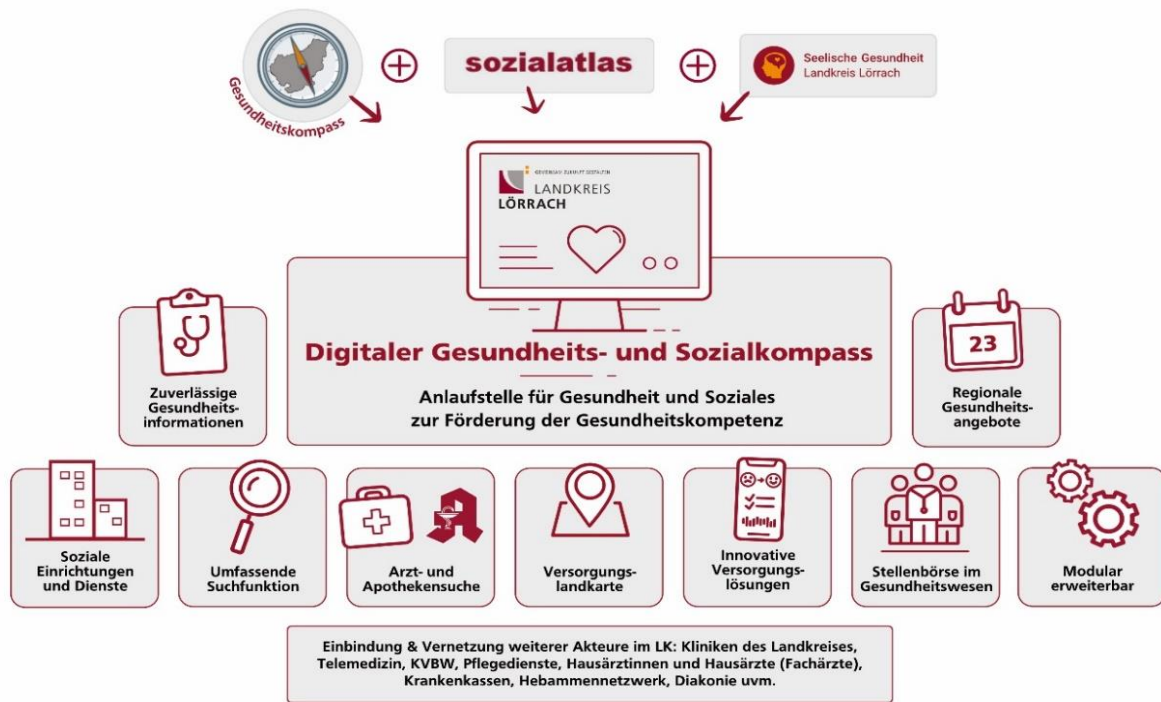 Gesundheitskompass
sozialatlas
Seelische Gesundheit
Landkreis Lörrach
GEMEINSAM ZUKUNFT GESTALTEN
LANDKREIS
LÖRRACH
Digitaler Gesundheits- und Sozialkompass
Anlaufstelle für Gesundheit und Soziales
zur Förderung der Gesundheitskompetenz
Zuverlässige
Gesundheits-
informationen
23
Regionale
Gesundheits-
angebote
Soziale
Einrichtungen
und Dienste
Umfassende
Suchfunktion
Arzt- und
Apothekensuche
Versorgungs-
landkarte
Innovative
Versorgungs-
lösungen
Stellenbörse im
Gesundheitswesen
Modular
erweiterbar
Einbindung & Vernetzung weiterer Akteure im LK: Kliniken des Landkreises,
Telemedizin, KVBW, Pflegedienste, Hausärztinnen und Hausärzte (Fachärzte),
Krankenkassen, Hebammennetzwerk, Diakonie uvm.